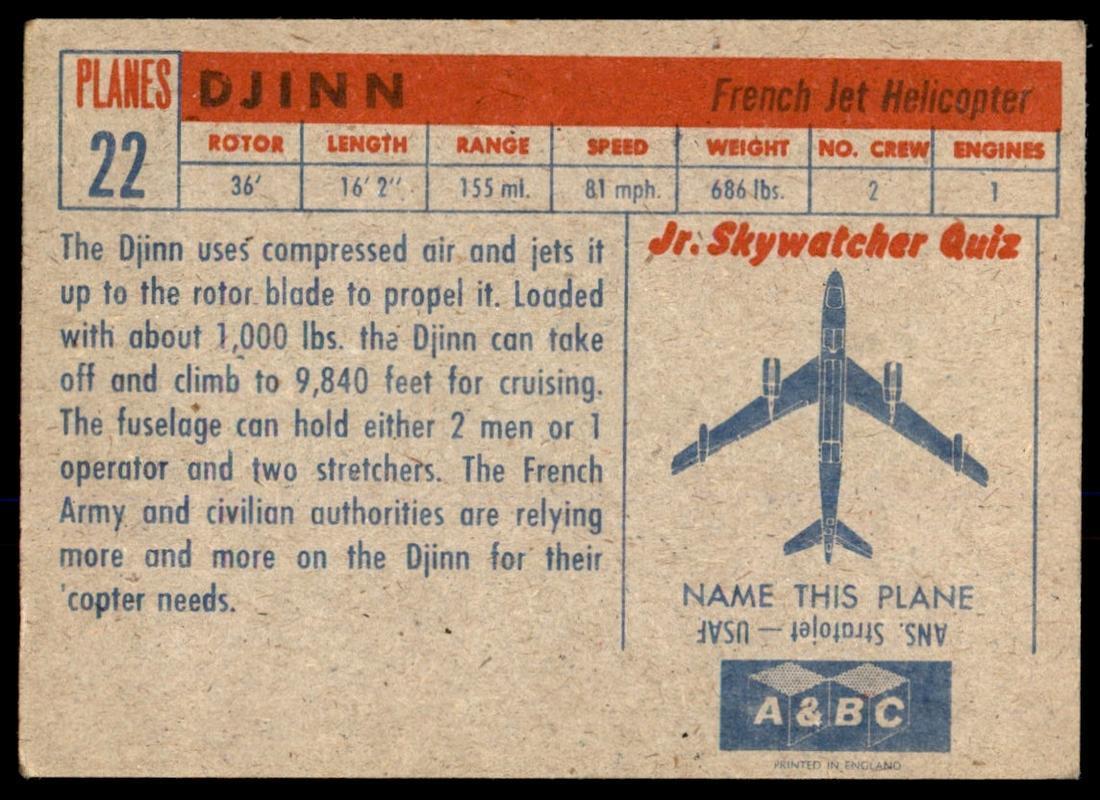 PLANES
22
DJINN
French Jet Helicopter
ROTOR LENGTH RANGE SPEED WEIGHT NO. CREW ENGINES
36' 16' 2" 155 mi. 81 mph. 686 lbs. 2 1
The Djinn uses compressed air and jets it
up to the rotor blade to propel it. Loaded
with about 1,000 lbs. the Djinn can take
off and climb to 9,840 feet for cruising.
The fuselage can hold either 2 men or 1
operator and two stretchers. The French
Army and civilian authorities are relying
more and more on the Djinn for their
'copter needs.
Jr. Skywatcher Quiz
NAME THIS PLANE
ANS. Stratojet — USAF
A&BC
PRINTED IN ENGLAND